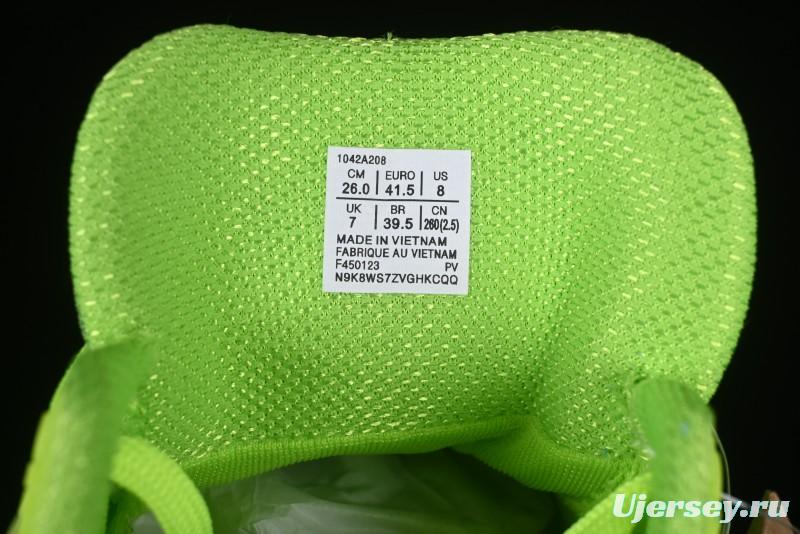 1042A208
CM EURO US
26.0 41.5 8
UK BR CN
7 39.5 260(2.5)
MADE IN VIETNAM
FABRIQUE AU VIETNAM
F450123 PV
N9K8WS7ZVGHKCQQ
Ujersey.ru